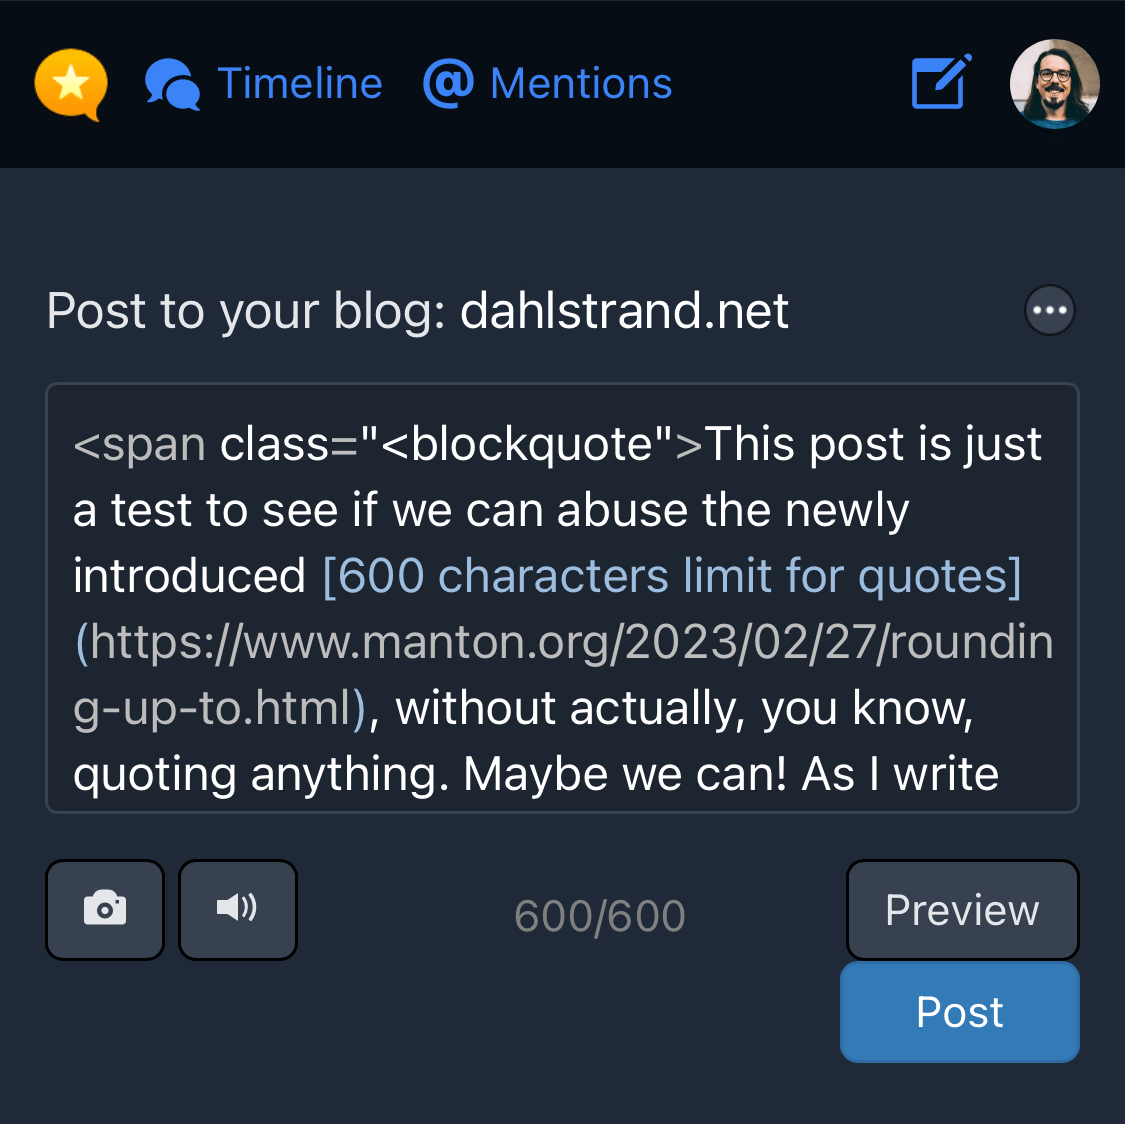 Timeline @ Mentions
Post to your blog: dahlstrand.net
<span class="<blockquote">This post is just
a test to see if we can abuse the newly
introduced [600 characters limit for quotes]
(https://www.manton.org/2023/02/27/roundin
g-up-to.html), without actually, you know,
quoting anything. Maybe we can! As I write
600/600
Preview
Post